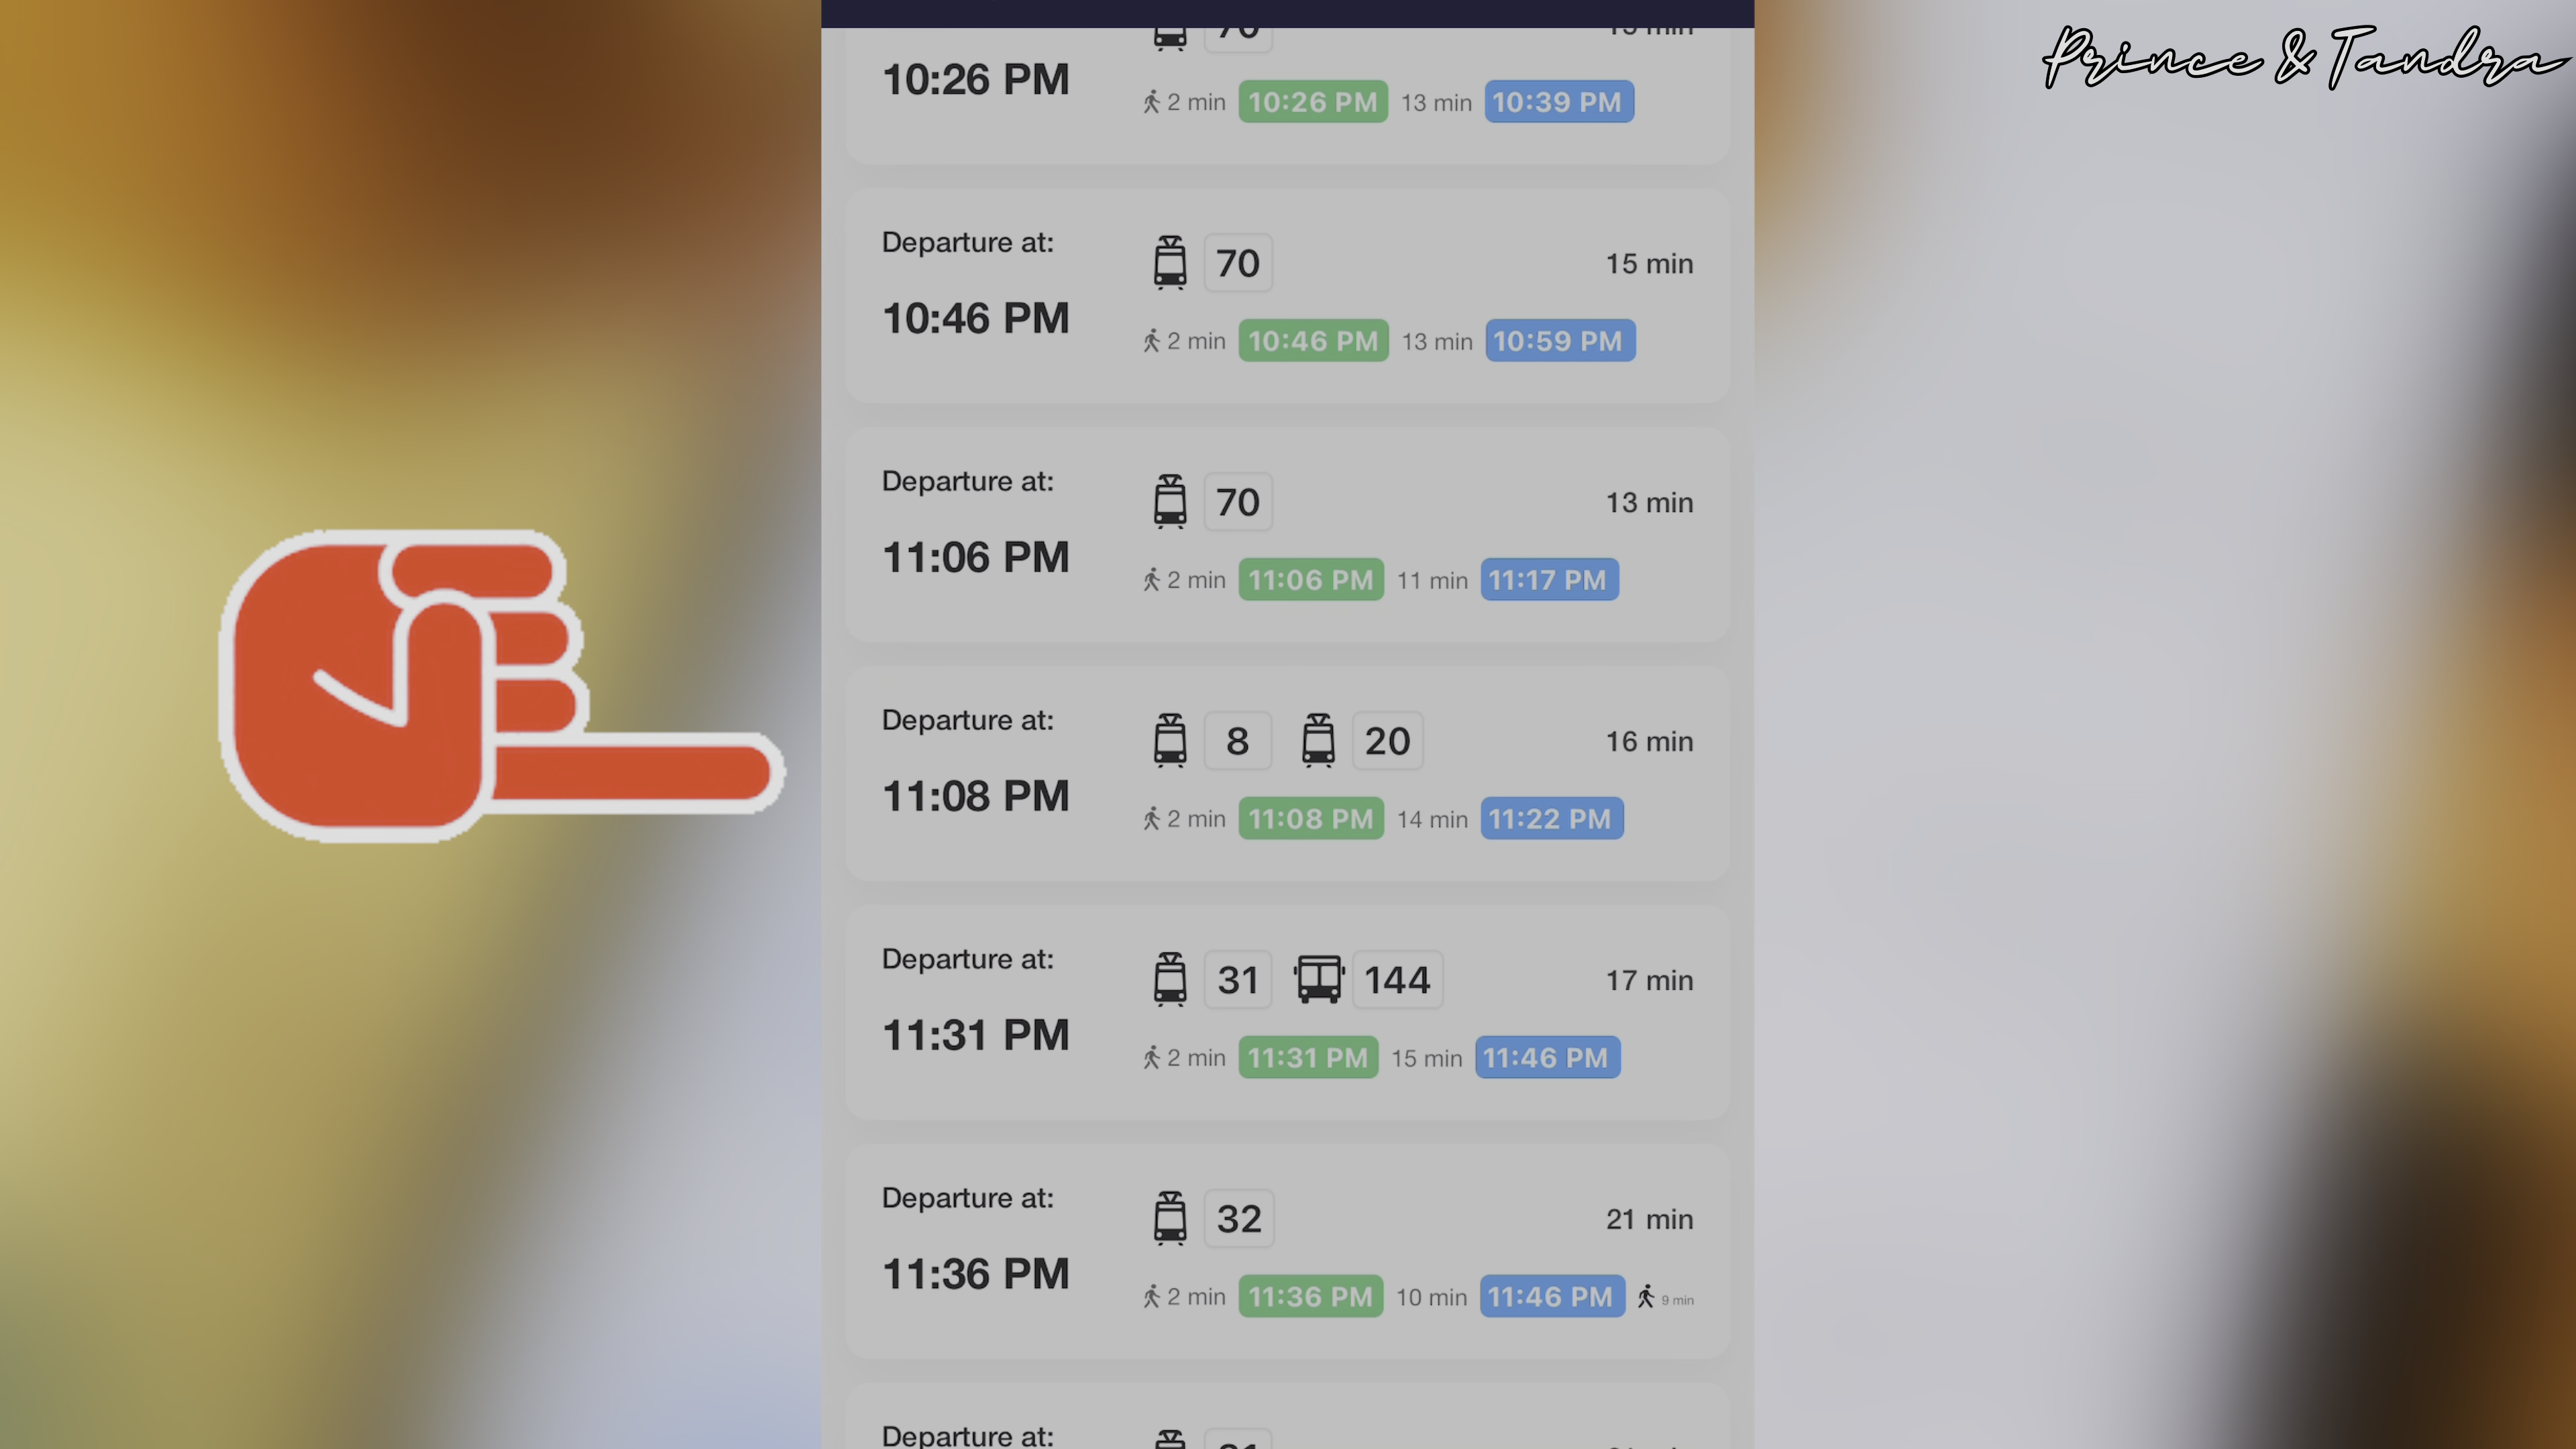 Prince & Tandra
10:26 PM
2 min 10:26 PM 13 min 10:39 PM
Departure at: 70 15 min
10:46 PM
2 min 10:46 PM 13 min 10:59 PM
Departure at: 70 13 min
11:06 PM
2 min 11:06 PM 11 min 11:17 PM
Departure at: 8 20 16 min
11:08 PM
2 min 11:08 PM 14 min 11:22 PM
Departure at: 31 144 17 min
11:31 PM
2 min 11:31 PM 15 min 11:46 PM
Departure at: 32 21 min
11:36 PM
2 min 11:36 PM 10 min 11:46 PM 9 min
Departure at: